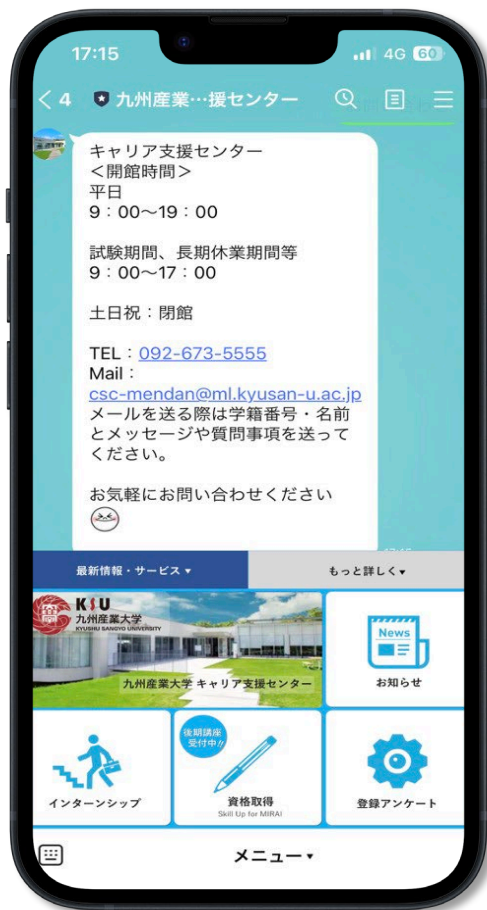 17:15
4G 60
4 九州産業…援センター
キャリア支援センター
<開館時間>
平日
9：00～19：00
試験期間、長期休業期間等
9：00～17：00
土日祝：閉館
TEL：092-673-5555
Mail：
csc-mendan@ml.kyusan-u.ac.jp
メールを送る際は学籍番号・名前
とメッセージや質問事項を送って
ください。
お気軽にお問い合わせください
最新情報・サービス▼
もっと詳しく▼
KSU
九州産業大学
KYUSHU SANGYO UNIVERSITY
九州産業大学 キャリア支援センター
News
お知らせ
インターンシップ
後期講座
受付中!!
資格取得
Skill Up for MIRAI
登録アンケート
メニュー▼